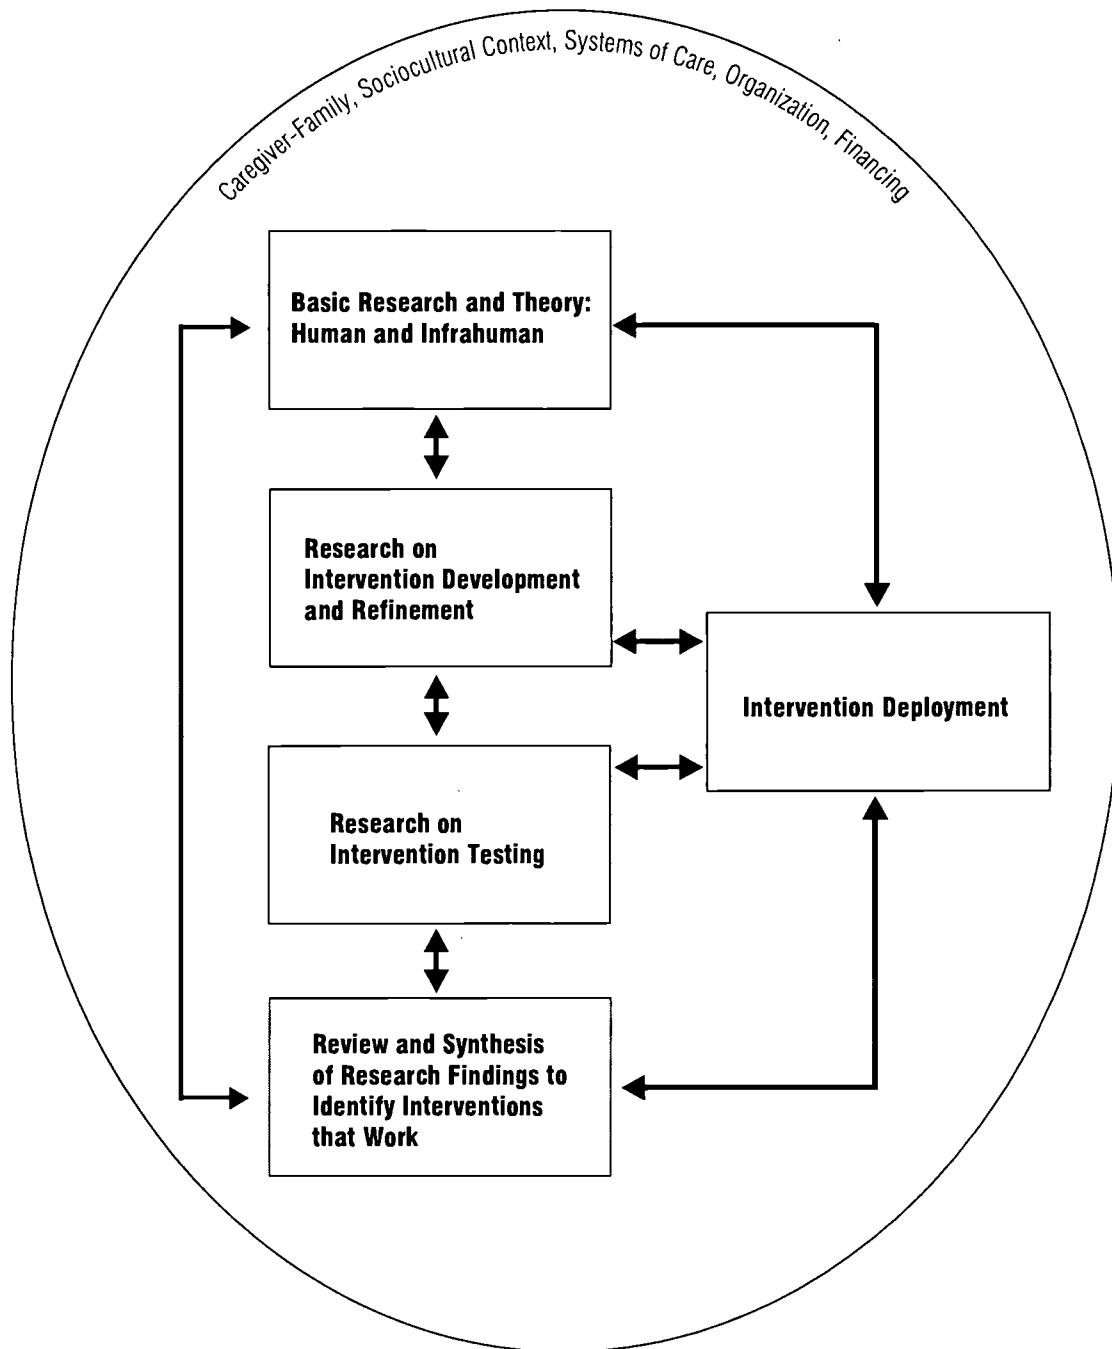 Caregiver-Family, Sociocultural Context, Systems of Care, Organization, Financing
Basic Research and Theory:
Human and Infrahuman
Research on
Intervention Development
and Refinement
Intervention Deployment
Research on
Intervention Testing
Review and Synthesis
of Research Findings to
Identify Interventions
that Work